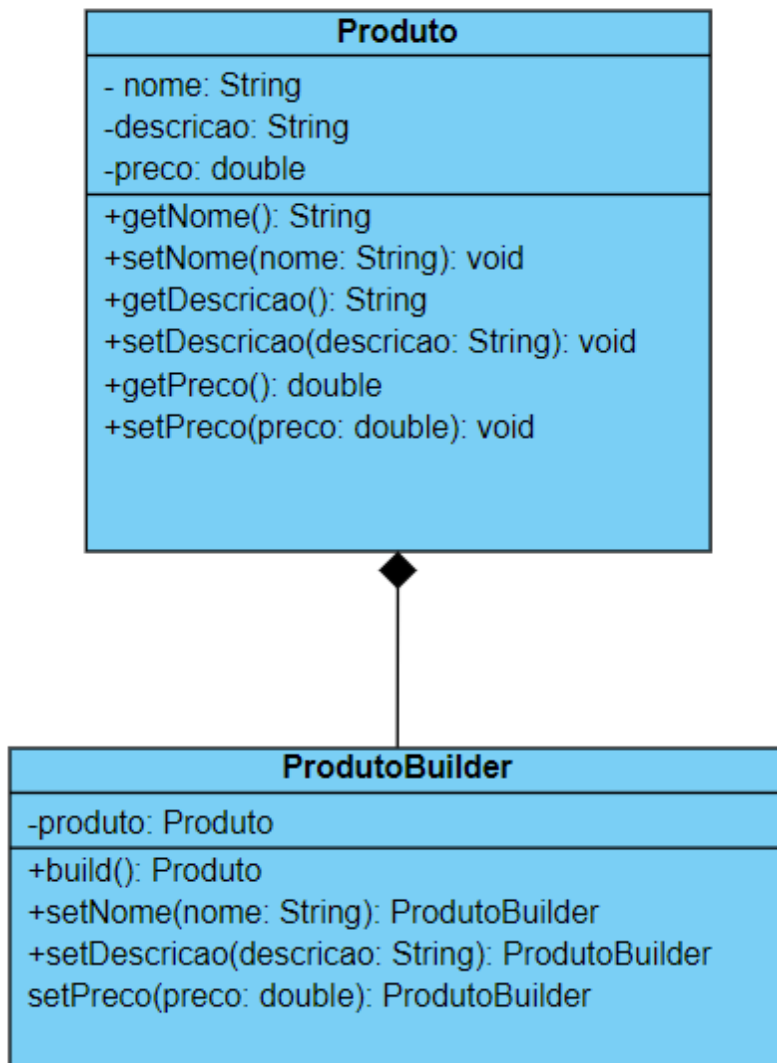 Produto
- nome: String
-descricao: String
-preco: double
+getNome(): String
+setNome(nome: String): void
+getDescricao(): String
+setDescricao(descricao: String): void
+getPreco(): double
+setPreco(preco: double): void
ProdutoBuilder
-produto: Produto
+build(): Produto
+setNome(nome: String): ProdutoBuilder
+setDescricao(descricao: String): ProdutoBuilder
setPreco(preco: double): ProdutoBuilder